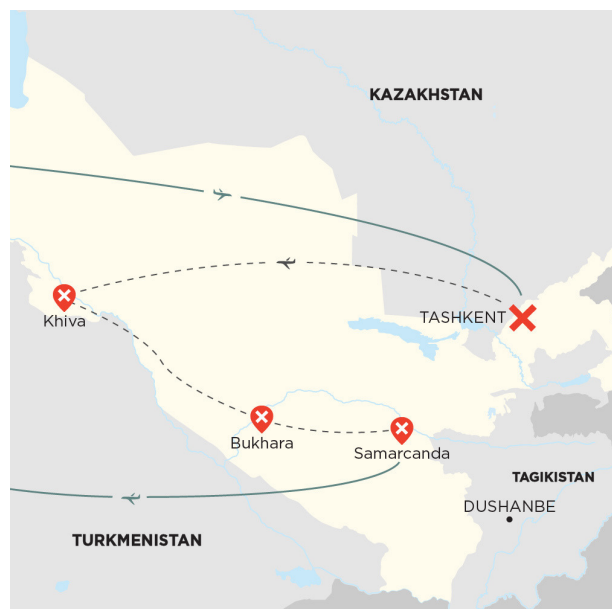 KAZAKHSTAN
Khiva
TASHKENT
Bukhara
Samarcanda
TAGIKISTAN
DUSHANBE
TURKMENISTAN